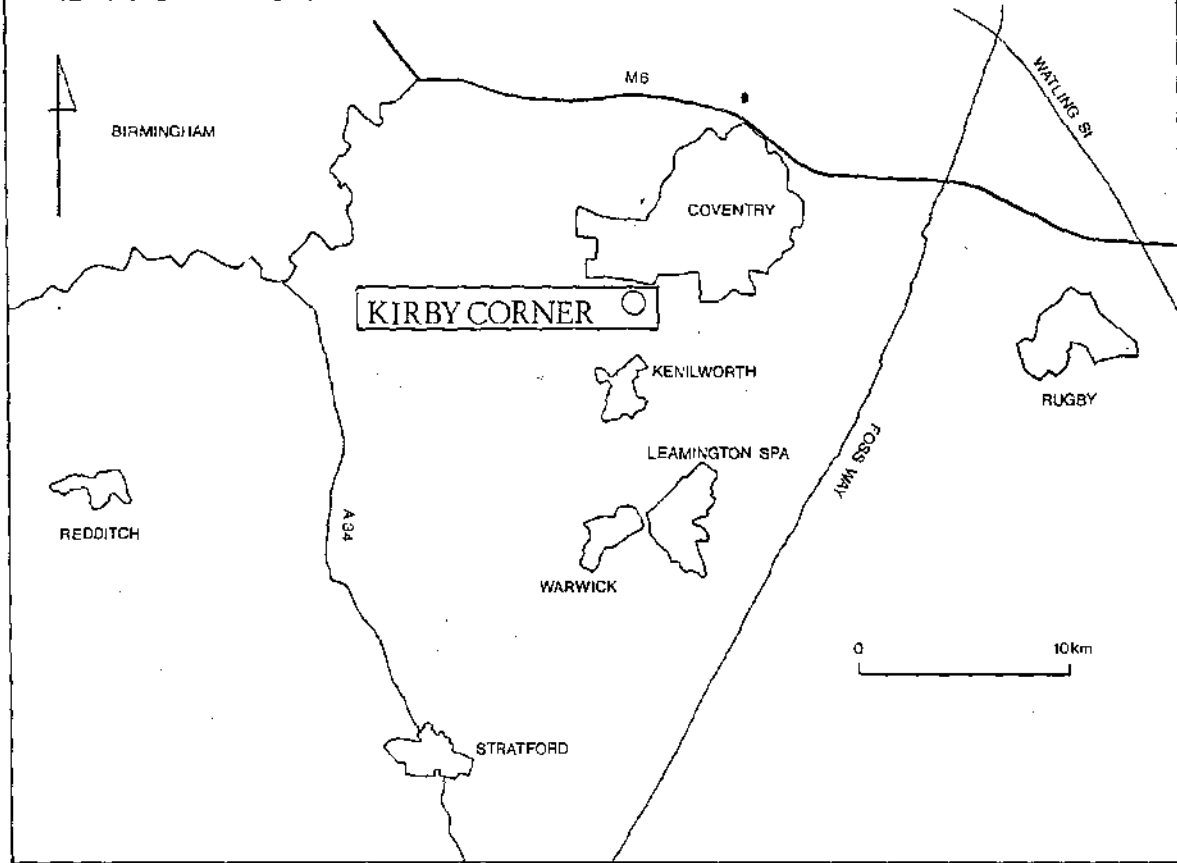 M6
WATLING St
BIRMINGHAM
COVENTRY
KIRBY CORNER
KENILWORTH
RUGBY
FOSS WAY
LEAMINGTON SPA
REDDITCH
A34
WARWICK
0 10km
STRATFORD